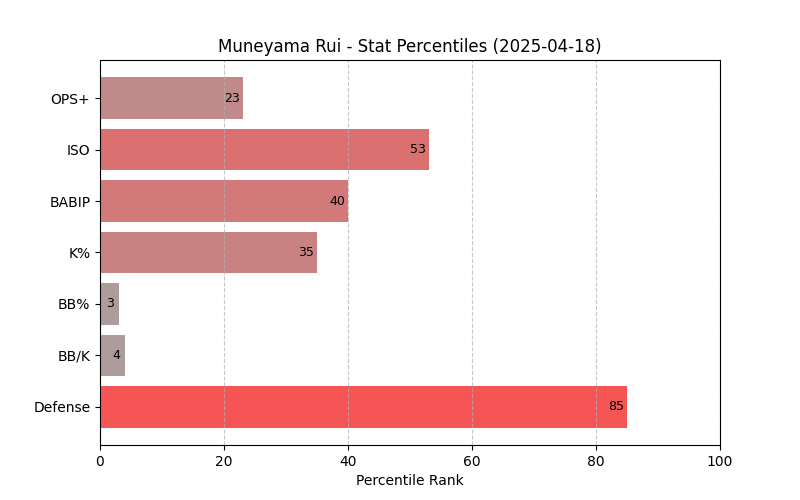 Muneyama Rui - Stat Percentiles (2025-04-18)
OPS+ 23
ISO 53
BABIP 40
K% 35
BB% 3
BB/K 4
Defense 85
0 20 40 60 80 100
Percentile Rank